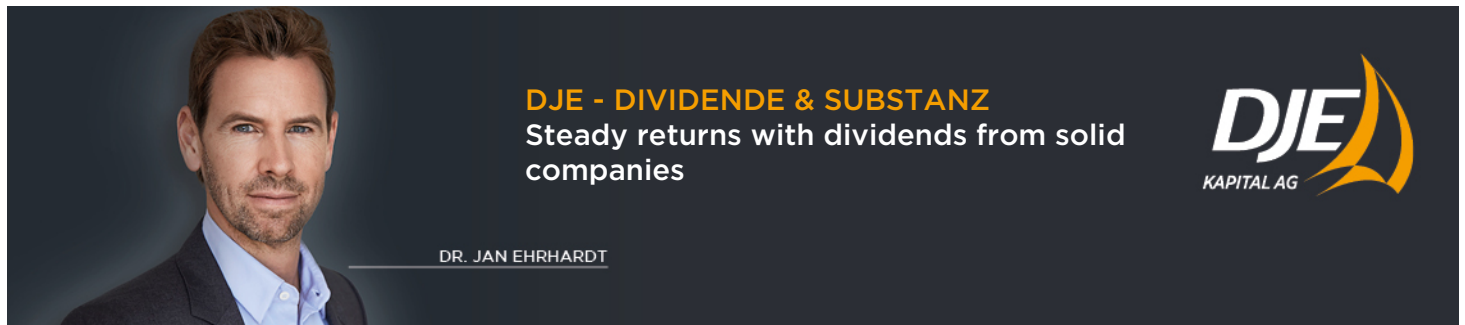 DJE - DIVIDENDE & SUBSTANZ
Steady returns with dividends from solid
companies
DJE
KAPITAL AG
DR. JAN EHRHARDT